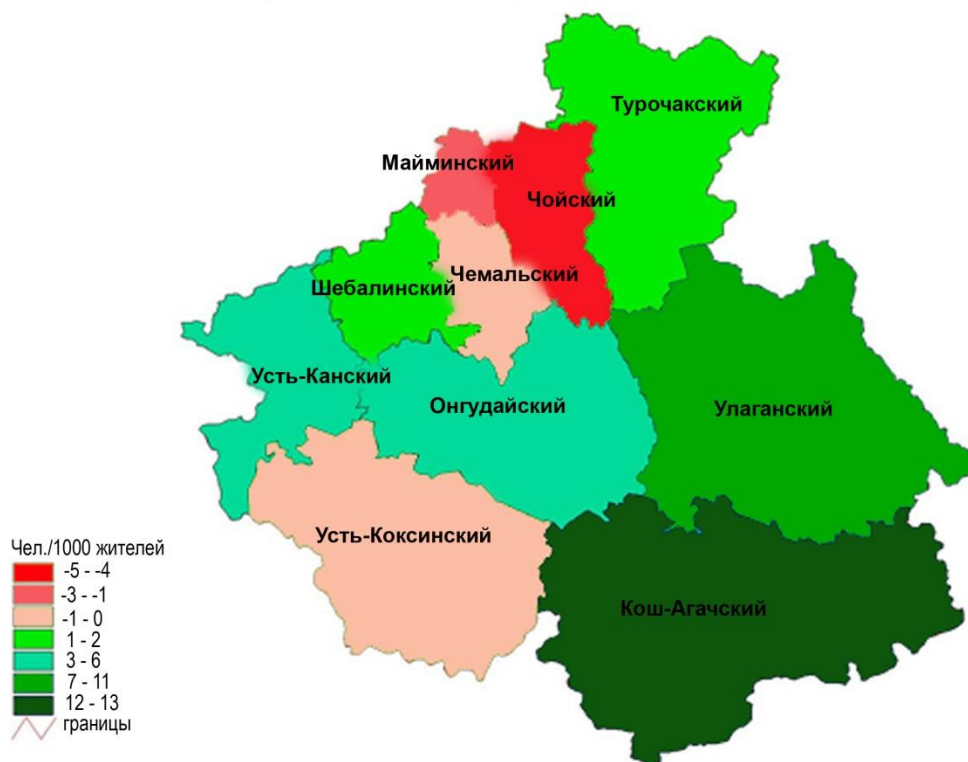 Турочакский
Майминский
Чойский
Чемальский
Шебалинский
Усть-Канский
Онгудайский
Улаганский
Усть-Коксинский
Кош-Агачский
Чел./1000 жителей
-5 - -4
-3 - -1
-1 - 0
1 - 2
3 - 6
7 - 11
12 - 13
границы